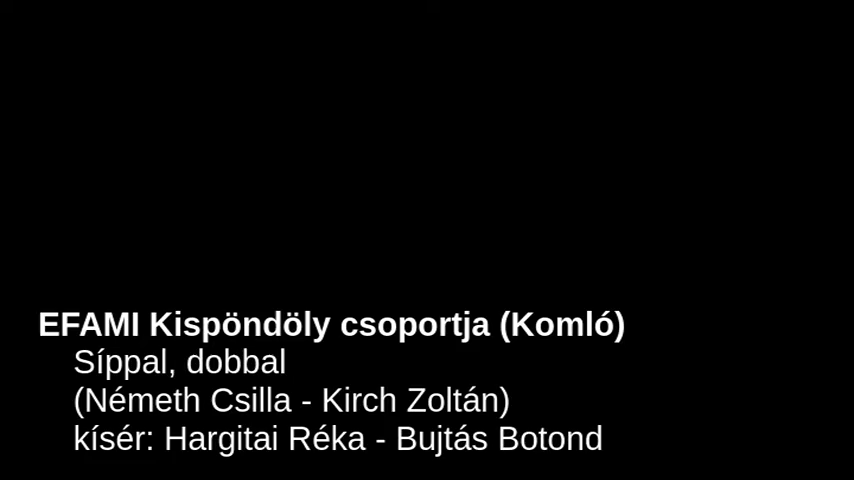 EFAMI Kispöndöly csoportja (Komló)
Síppal, dobbal
(Németh Csilla - Kirch Zoltán)
kísér: Hargitai Réka - Bujtás Botond